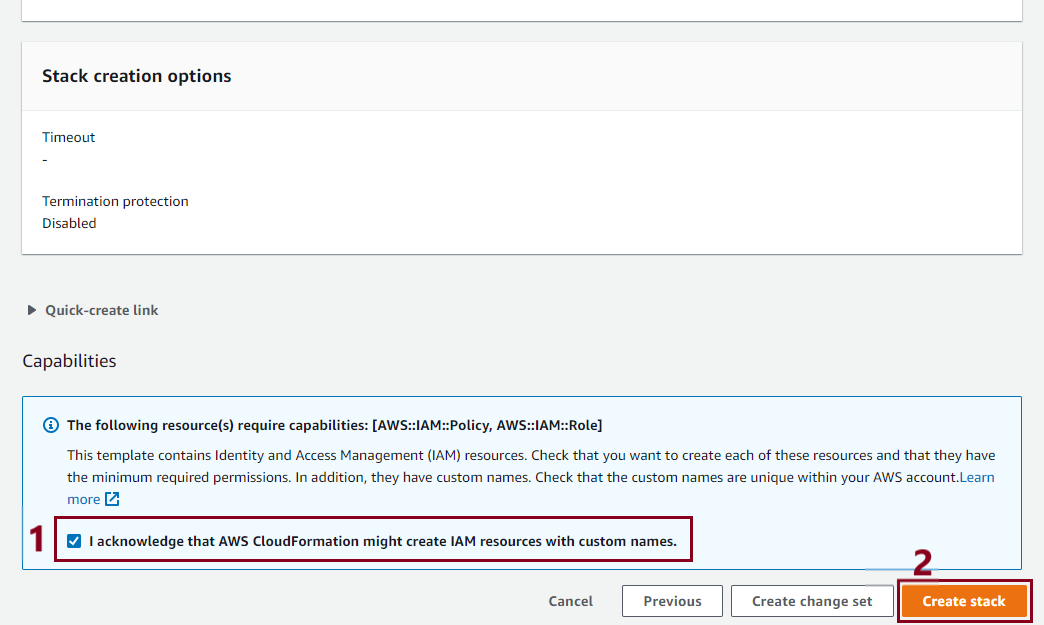 Stack creation options
Timeout
-
Termination protection
Disabled
Quick-create link
Capabilities
The following resource(s) require capabilities: [AWS::IAM::Policy, AWS::IAM::Role]
This template contains Identity and Access Management (IAM) resources. Check that you want to create each of these resources and that they have
the minimum required permissions. In addition, they have custom names. Check that the custom names are unique within your AWS account.Learn
more
1 I acknowledge that AWS CloudFormation might create IAM resources with custom names.
2
Cancel Previous Create change set Create stack